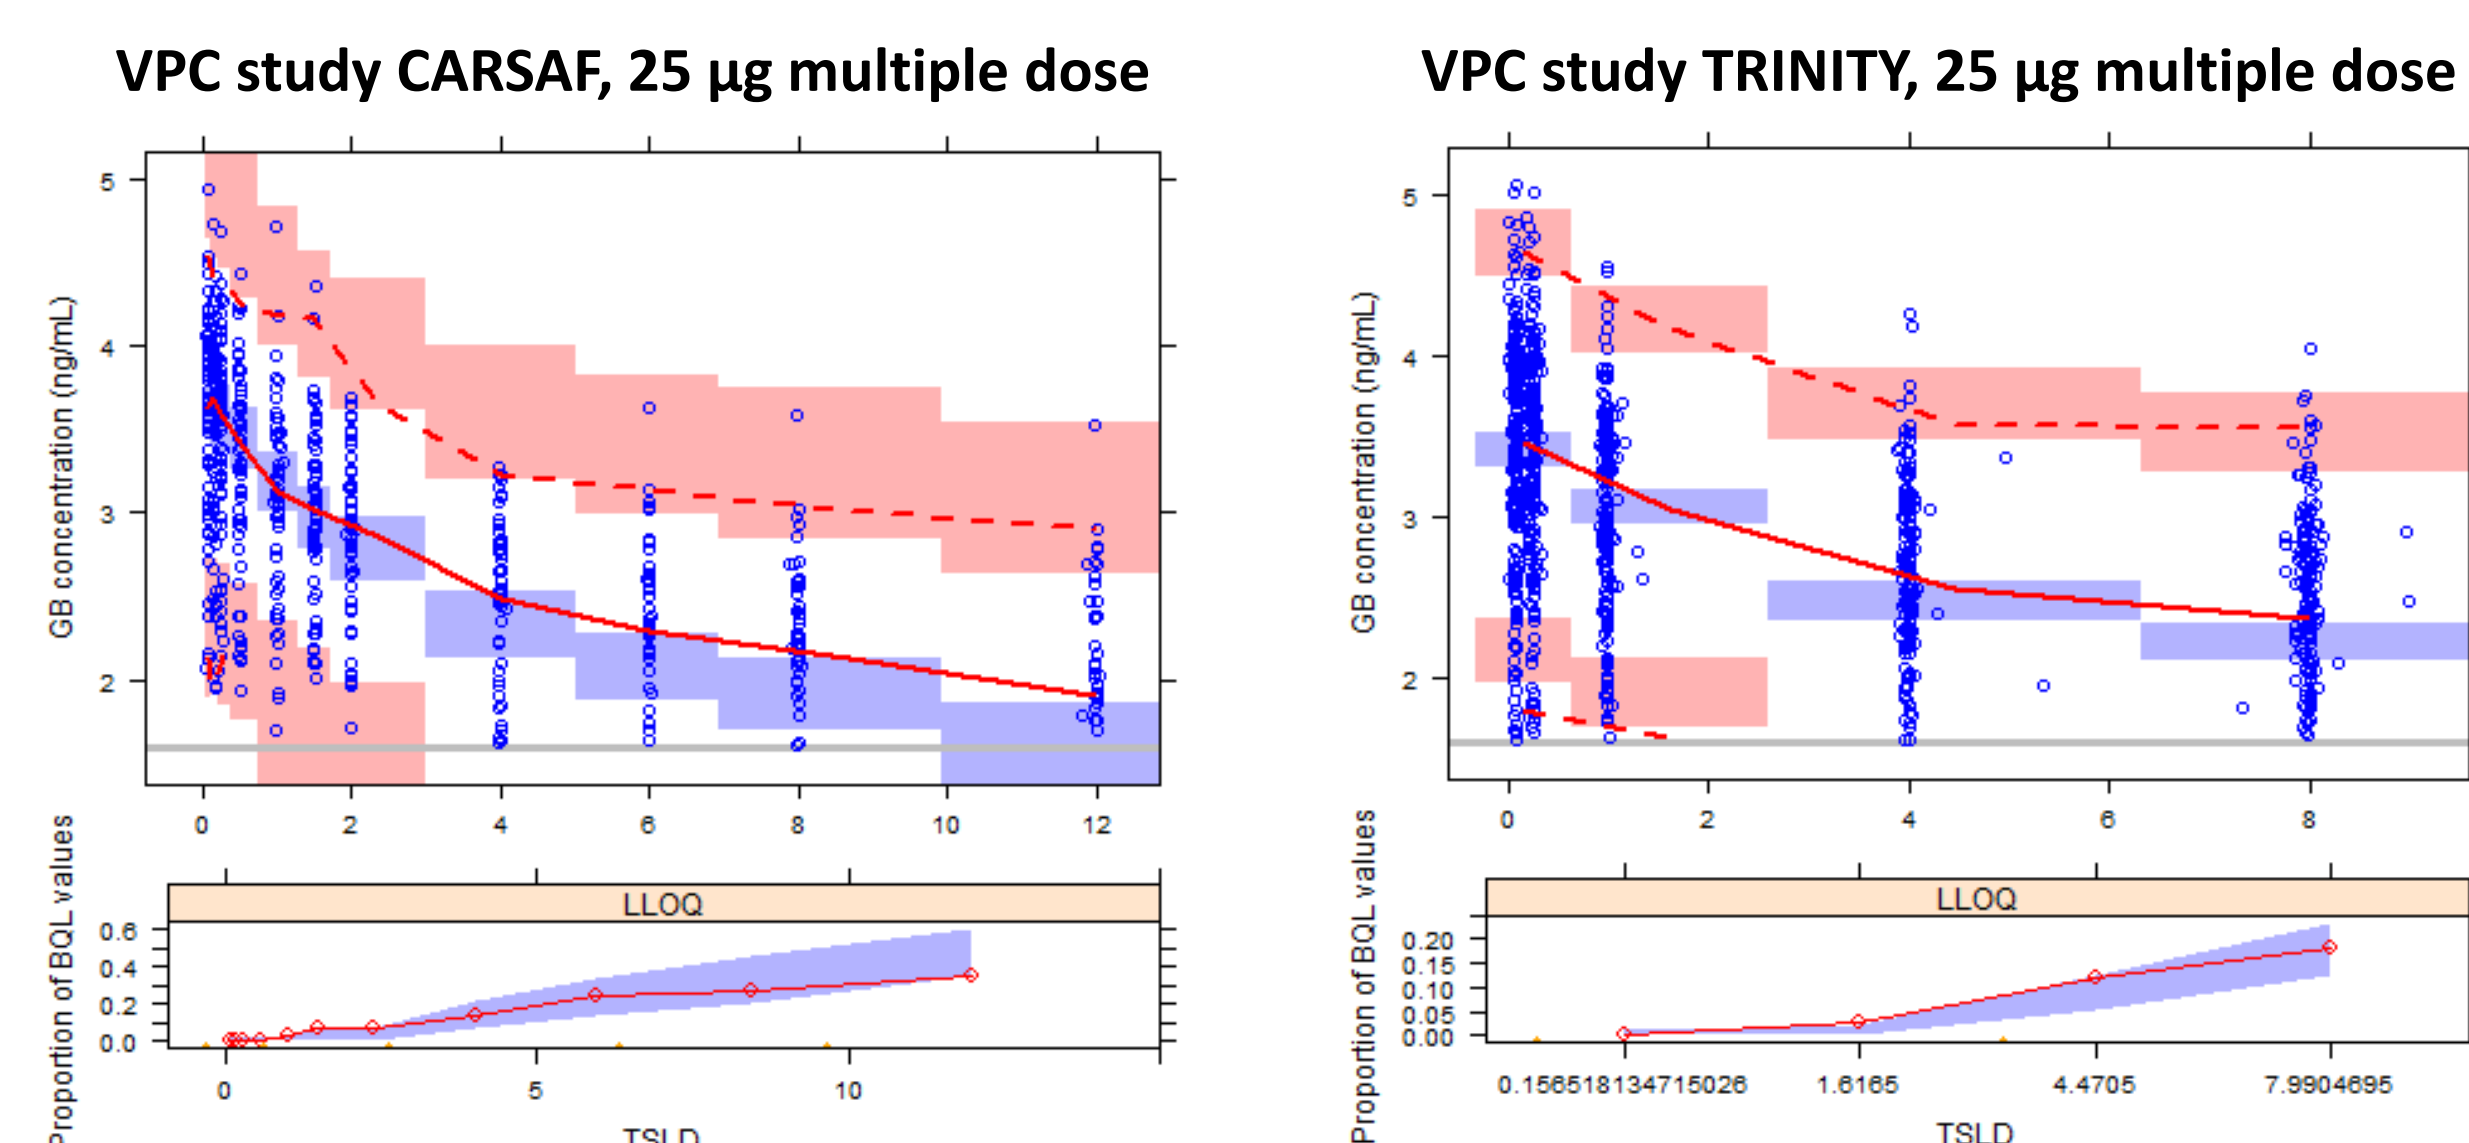 VPC study CARSAF, 25 µg multiple dose
GB concentration (ng/mL)
5
4
3
2
0 2 4 6 8 10 12
Proportion of BQL values
LLOQ
0.6
0.4
0.2
0.0
0 5 10
TSLD
VPC study TRINITY, 25 µg multiple dose
GB concentration (ng/mL)
5
4
3
2
0 2 4 6 8
Proportion of BQL values
LLOQ
0.20
0.15
0.10
0.05
0.00
0.156518134715026 1.6165 4.4705 7.9904695
TSLD